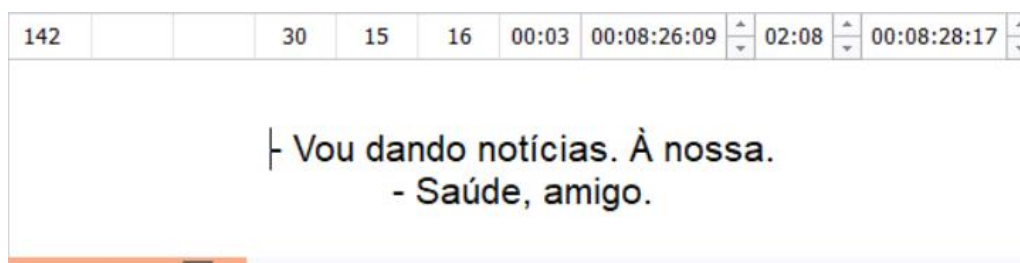 142 30 15 16 00:03 00:08:26:09 02:08 00:08:28:17
- Vou dando notícias. À nossa.
- Saúde, amigo.